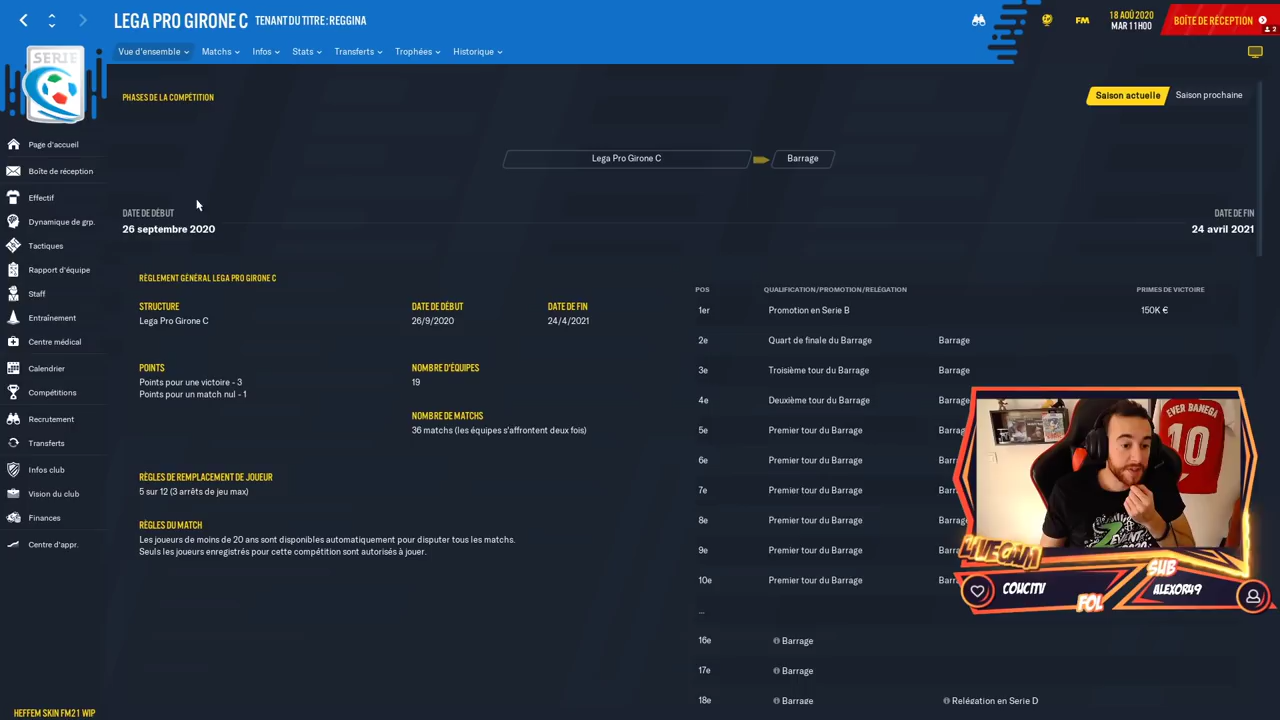 LEGA PRO GIRONE C TENANT DU TITRE : REGGINA
FM
18 AOÛ 2020
MAR 11H00
BOÎTE DE RÉCEPTION
2
Vue d'ensemble
Matchs
Infos
Stats
Transferts
Trophées
Historique
SERIE
C
PHASES DE LA COMPÉTITION
Saison actuelle
Saison prochaine
Page d'accueil
Boîte de réception
Effectif
Dynamique de grp.
Tactiques
Rapport d'équipe
Staff
Entraînement
Centre médical
Calendrier
Compétitions
Recrutement
Transferts
Infos club
Vision du club
Finances
Centre d'appr.
HEFFEM SKIN FM21 WIP
Lega Pro Girone C
Barrage
DATE DE DÉBUT
26 septembre 2020
DATE DE FIN
24 avril 2021
RÈGLEMENT GÉNÉRAL LEGA PRO GIRONE C
STRUCTURE
Lega Pro Girone C
DATE DE DÉBUT
26/9/2020
DATE DE FIN
24/4/2021
POINTS
Points pour une victoire - 3
Points pour un match nul - 1
NOMBRE D'ÉQUIPES
19
NOMBRE DE MATCHS
36 matchs (les équipes s'affrontent deux fois)
RÈGLES DE REMPLACEMENT DE JOUEUR
5 sur 12 (3 arrêts de jeu max)
RÈGLES DU MATCH
Les joueurs de moins de 20 ans sont disponibles automatiquement pour disputer tous les matchs.
Seuls les joueurs enregistrés pour cette compétition sont autorisés à jouer.
POS QUALIFICATION/PROMOTION/RELÉGATION PRIMES DE VICTOIRE
1er Promotion en Serie B 150K €
2e Quart de finale du Barrage Barrage
3e Troisième tour du Barrage Barrage
4e Deuxième tour du Barrage Barrage
5e Premier tour du Barrage
6e Premier tour du Barrage
7e Premier tour du Barrage
8e Premier tour du Barrage
9e Premier tour du Barrage
10e Premier tour du Barrage
...
16e Barrage
17e Barrage
18e Barrage Relégation en Serie D
EVER BANEGA
10
LIVECAM
SUB
COUCITV
ALEXOR49
FOL